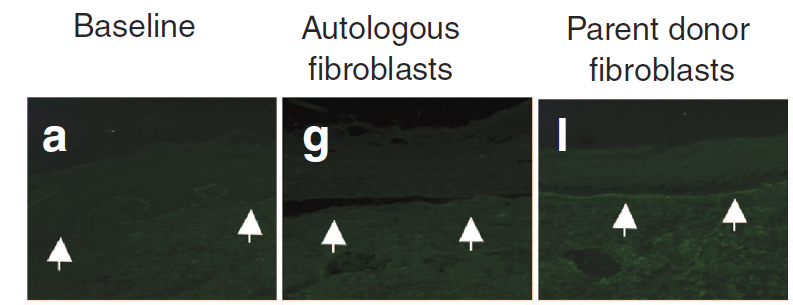 Baseline
Autologous
fibroblasts
Parent donor
fibroblasts
a
g
l